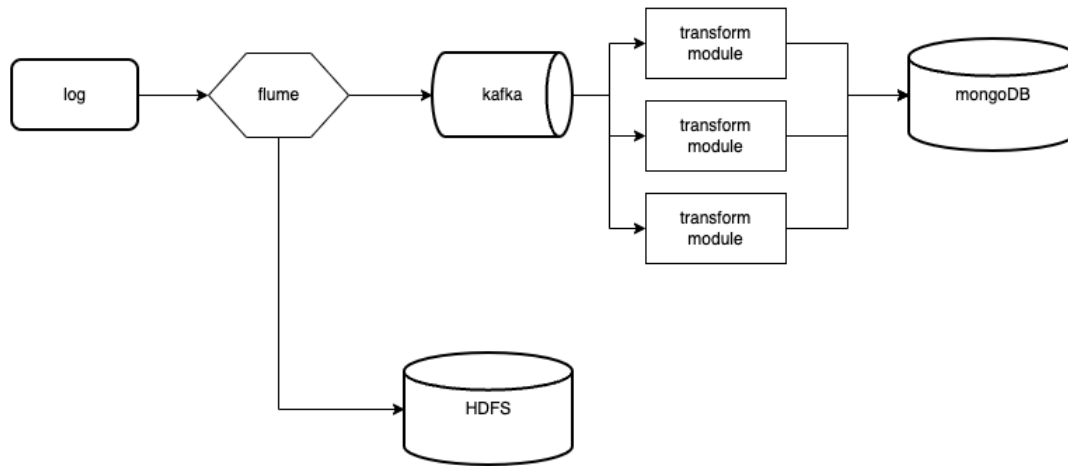 log
flume
kafka
transform
module
transform
module
transform
module
mongoDB
HDFS